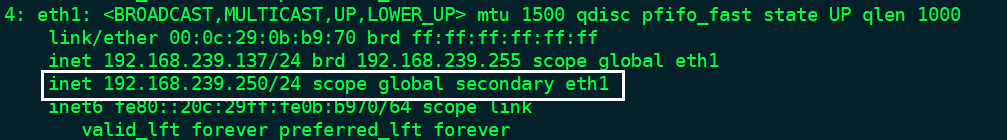 4: eth1: <BROADCAST,MULTICAST,UP,LOWER_UP> mtu 1500 qdisc pfifo_fast state UP qlen 1000
link/ether 00:0c:29:0b:b9:70 brd ff:ff:ff:ff:ff:ff
inet 192.168.239.137/24 brd 192.168.239.255 scope global eth1
inet 192.168.239.250/24 scope global secondary eth1
inet6 fe80::20c:29ff:fe0b:b970/64 scope link
valid_lft forever preferred_lft forever